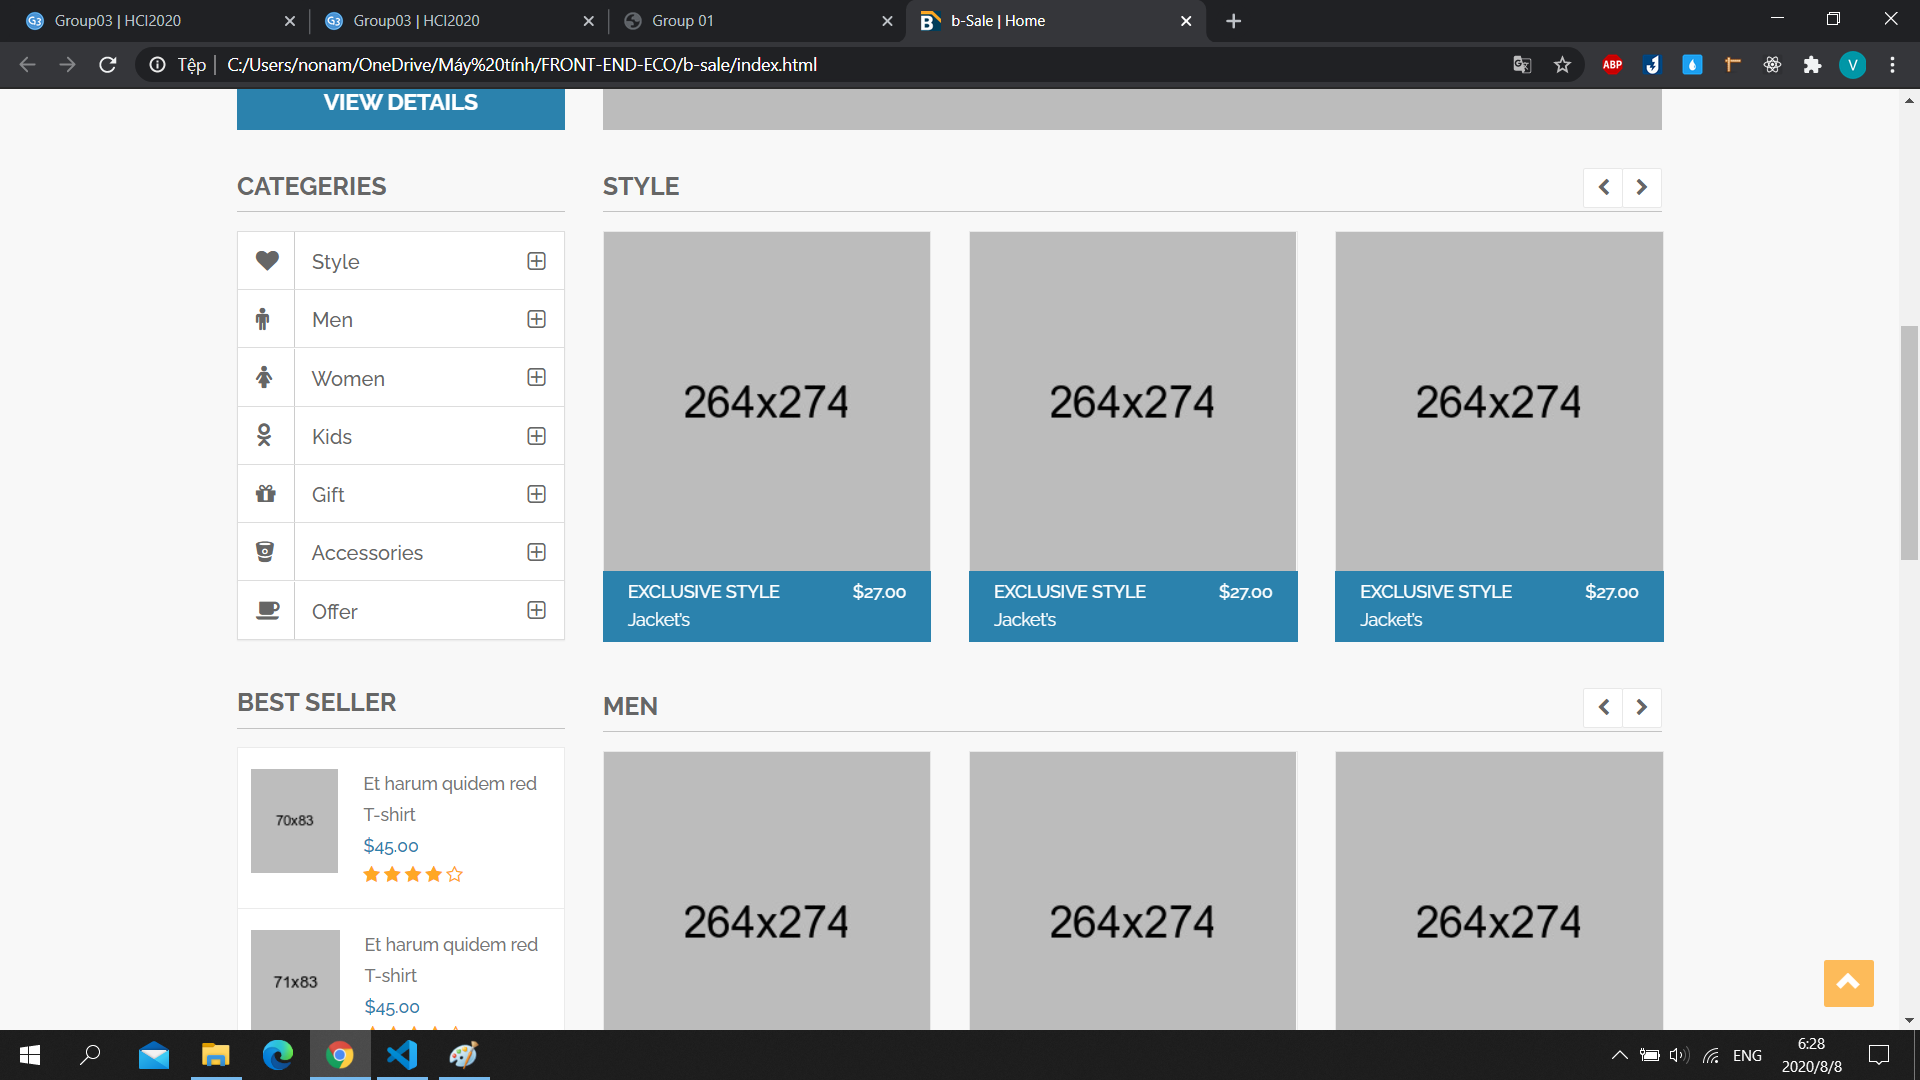 Group03 | HCI2020
Group03 | HCI2020
Group 01
b-Sale | Home
Tệp
C:/Users/nonam/OneDrive/Máy%20tính/FRONT-END-ECO/b-sale/index.html
ABP
V
VIEW DETAILS
CATEGERIES
Style
Men
Women
Kids
Gift
Accessories
Offer
STYLE
264x274
264x274
264x274
EXCLUSIVE STYLE $27.00
Jacket's
EXCLUSIVE STYLE $27.00
Jacket's
EXCLUSIVE STYLE $27.00
Jacket's
BEST SELLER
70x83
Et harum quidem red
T-shirt
$45.00
71x83
Et harum quidem red
T-shirt
$45.00
MEN
264x274
264x274
264x274
ENG
6:28
2020/8/8